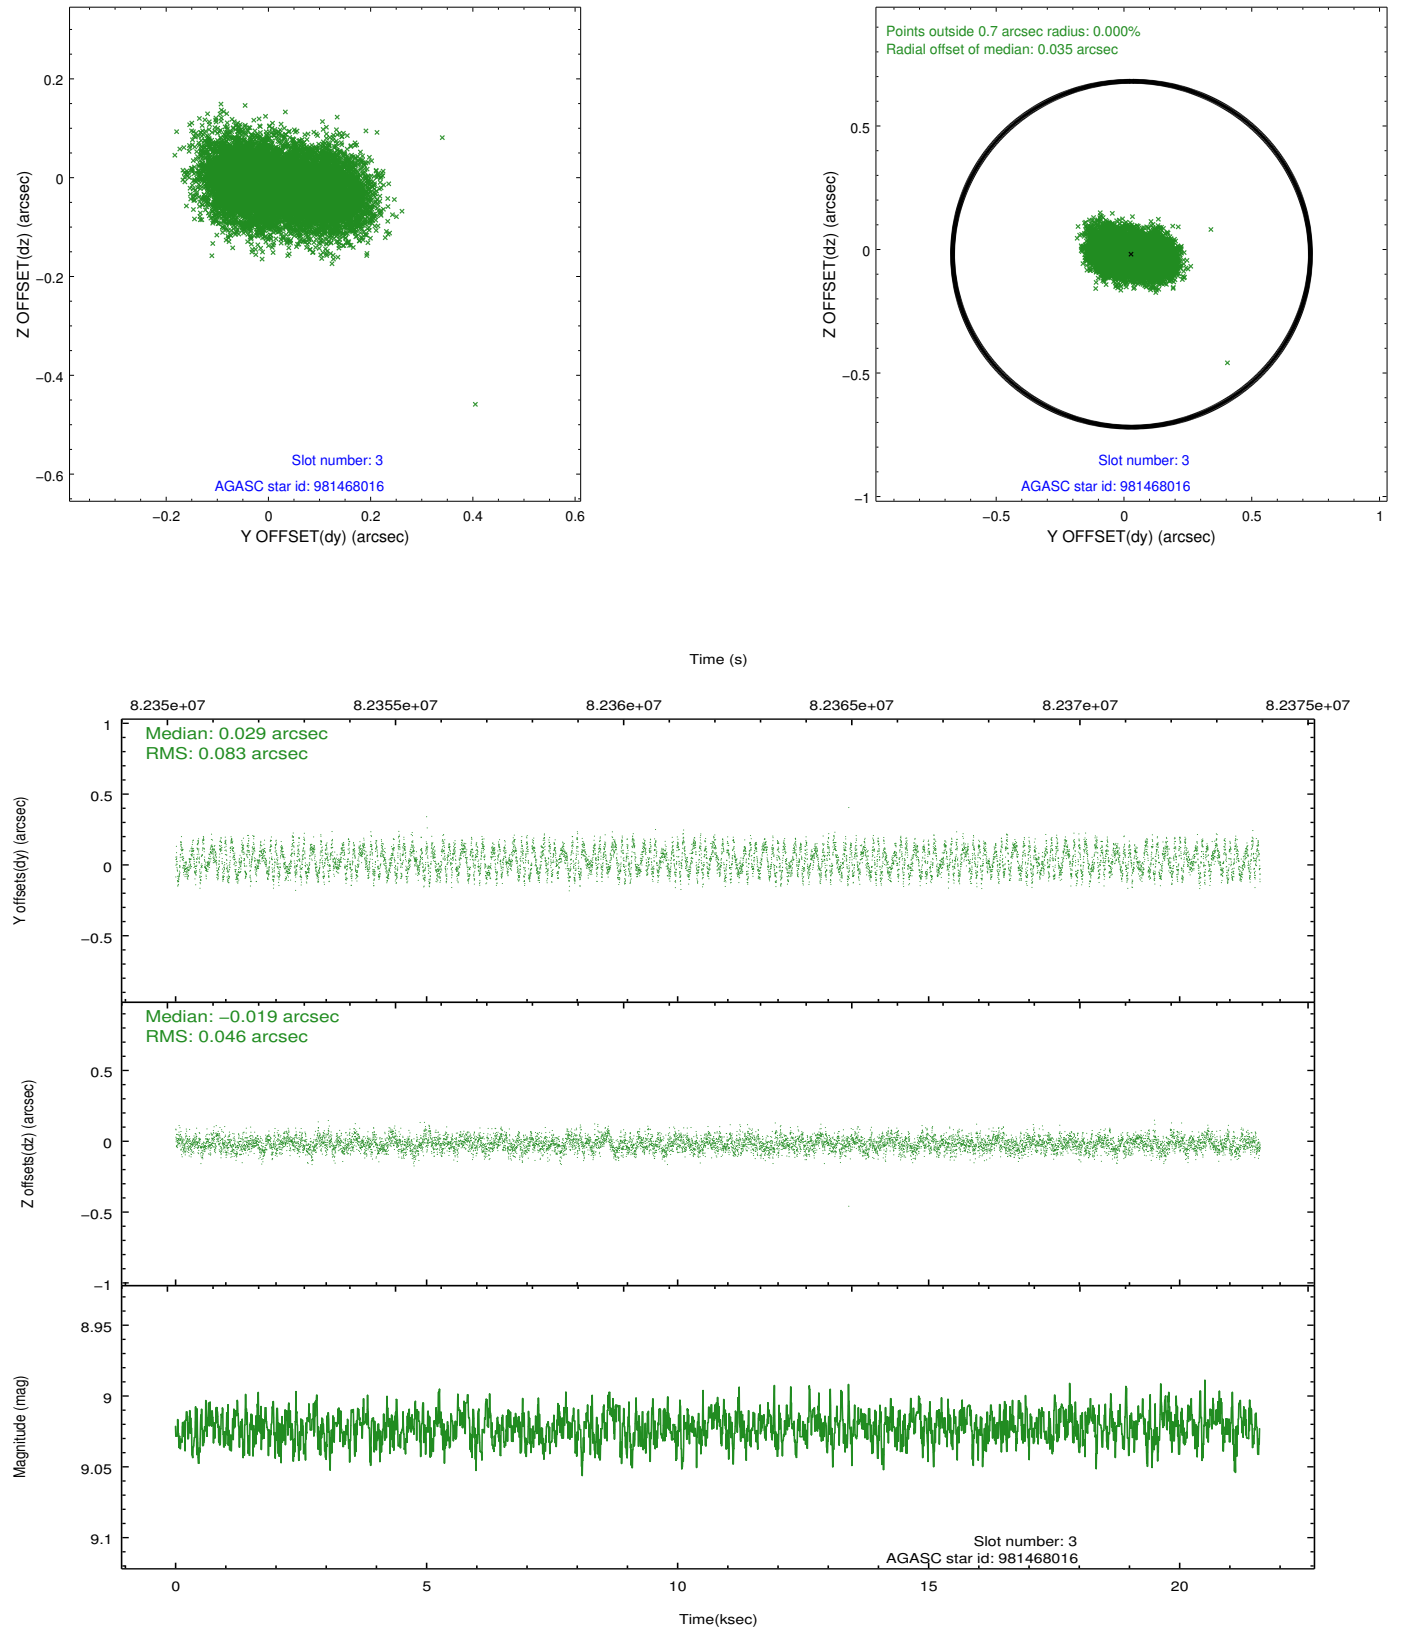 0.2
0
−0.2
−0.4
−0.6
Z OFFSET(dz) (arcsec)
Slot number: 3
AGASC star id: 981468016
−0.2
0
0.2
0.4
0.6
Y OFFSET(dy) (arcsec)
Points outside 0.7 arcsec radius: 0.000%
Radial offset of median: 0.035 arcsec
0.5
0
−0.5
−1
Z OFFSET(dz) (arcsec)
Slot number: 3
AGASC star id: 981468016
−0.5
0
0.5
1
Y OFFSET(dy) (arcsec)
Time (s)
8.235e+07
8.2355e+07
8.236e+07
8.2365e+07
8.237e+07
8.2375e+07
Median: 0.029 arcsec
RMS: 0.083 arcsec
1
0.5
0
−0.5
Y offsets(dy) (arcsec)
Median: −0.019 arcsec
RMS: 0.046 arcsec
0.5
0
−0.5
−1
Z offsets(dz) (arcsec)
8.95
9
9.05
9.1
Magnitude (mag)
Slot number: 3
AGASC star id: 981468016
0
5
10
15
20
Time(ksec)